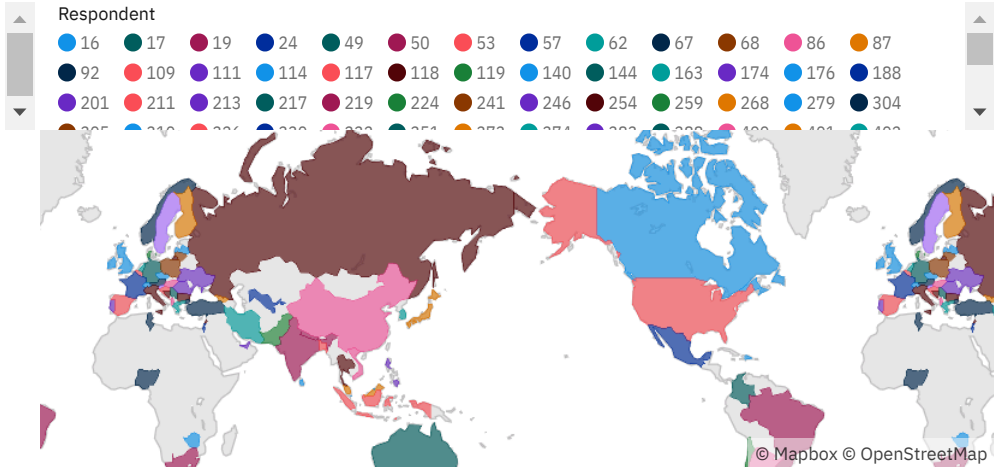 Respondent
16 17 19 24 49 50 53 57 62 67 68 86 87
92 109 111 114 117 118 119 140 144 163 174 176 188
201 211 213 217 219 224 241 246 254 259 268 279 304
© Mapbox © OpenStreetMap